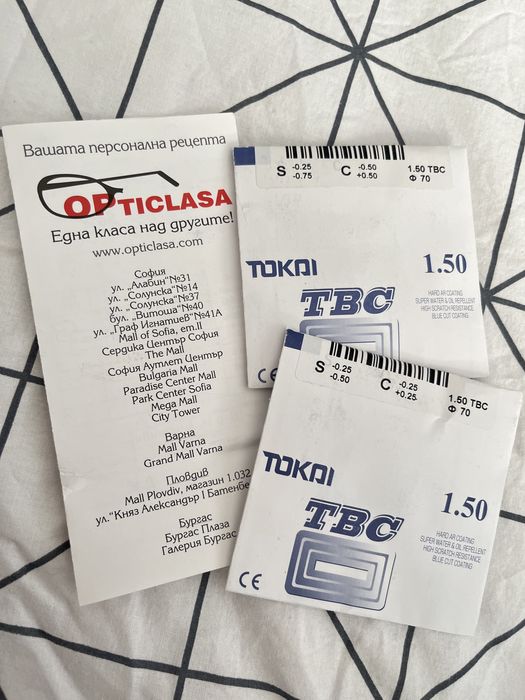 Вашата персонална рецепта
OPTICLASA
Една класа над другите!
www.opticlasa.com
София
ул. „Алабин"№31
ул. „Солунска"№14
ул. „Солунска"№37
бул. „Витоша"№40
ул. „Граф Игнатиев"№41А
Mall of Sofia, em.II
Сердика Център София
The Mall
София Аутлет Център
Bulgaria Mall
Paradise Center Mall
Park Center Sofia
Mega Mall
City Tower
Варна
Mall Varna
Grand Mall Varna
Пловдив
Mall Plovdiv, магазин 1.032
ул."Княз Александър I Батенбе
Бургас
Бургас Плаза
Галерия Бургас
S -0.25 C -0.50 1.50 TBC
-0.75 +0.50 Φ 70
TOKAI 1.50
TBC
HARD AR COATING
SUPER WATER & OIL REPELLENT
HIGH SCRATCH RESISTANCE
BLUE CUT COATING
CE
S -0.25 C -0.25 1.50 TBC
-0.50 +0.25 Φ 70
TOKAI 1.50
TBC
HARD AR COATING
SUPER WATER & OIL REPELLENT
HIGH SCRATCH RESISTANCE
BLUE CUT COATING
CE